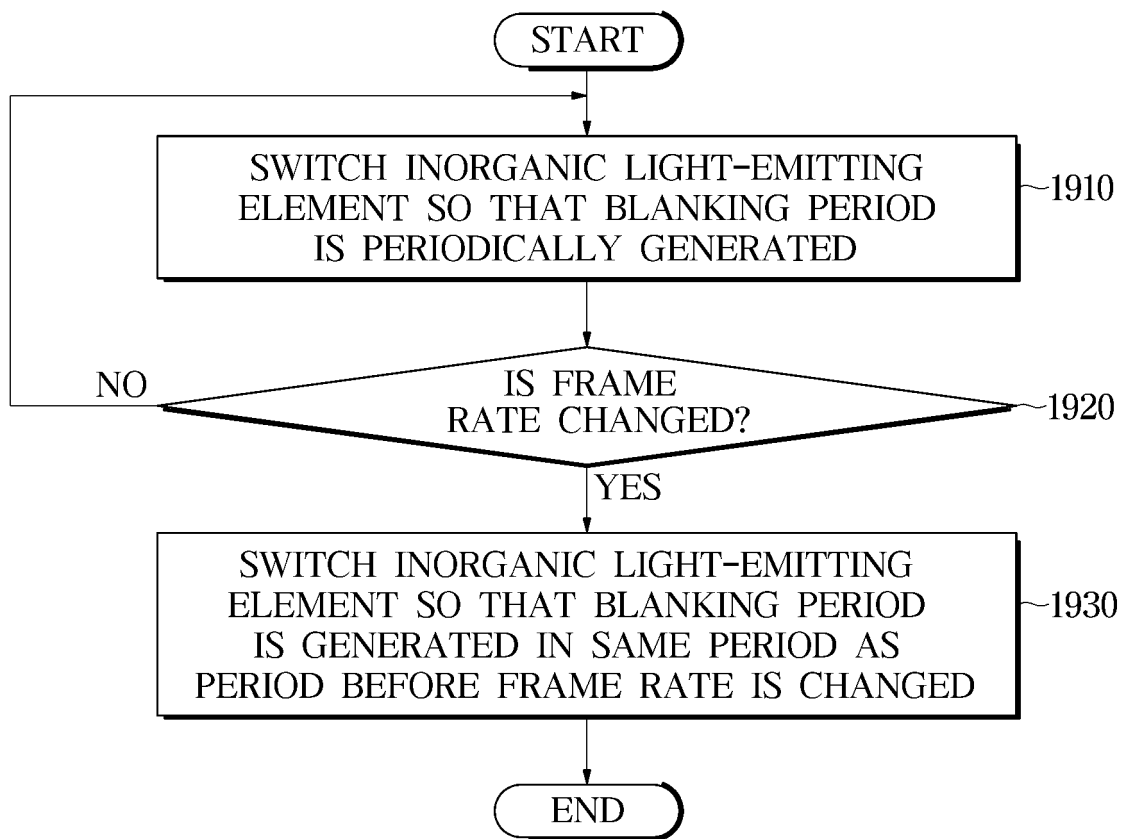 START
SWITCH INORGANIC LIGHT-EMITTING
ELEMENT SO THAT BLANKING PERIOD
IS PERIODICALLY GENERATED
1910
IS FRAME
RATE CHANGED?
1920
NO
YES
SWITCH INORGANIC LIGHT-EMITTING
ELEMENT SO THAT BLANKING PERIOD
IS GENERATED IN SAME PERIOD AS
PERIOD BEFORE FRAME RATE IS CHANGED
1930
END